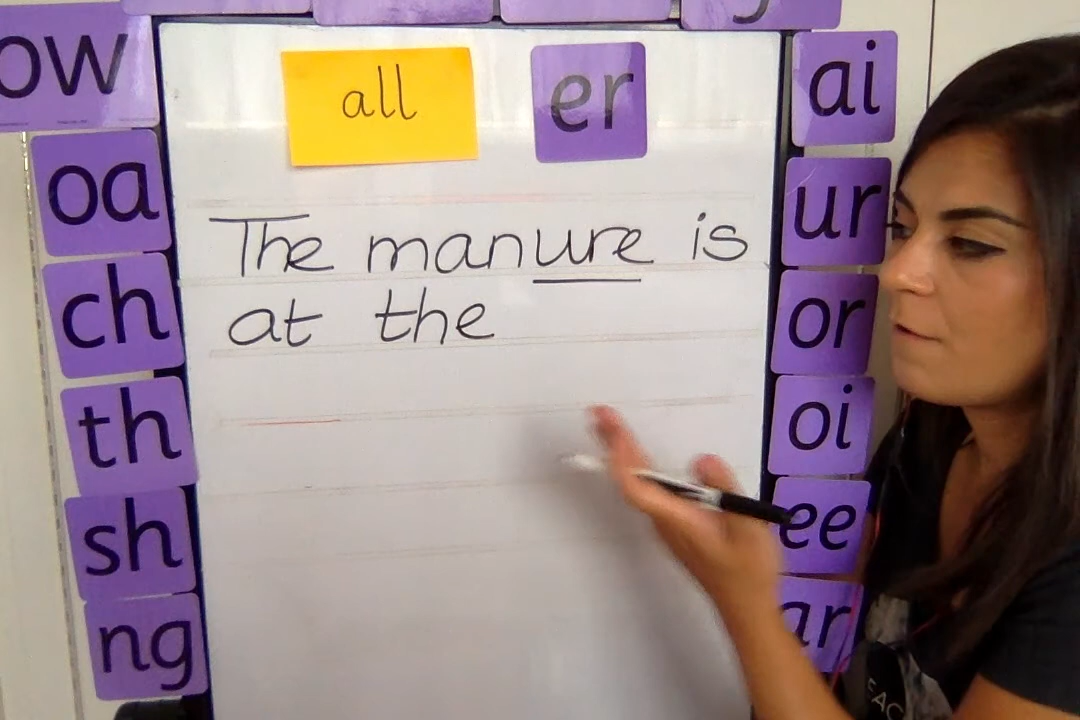 ow
all
er
ai
oa
ur
The manure is
at the
ch
or
th
oi
sh
ee
ng
ar